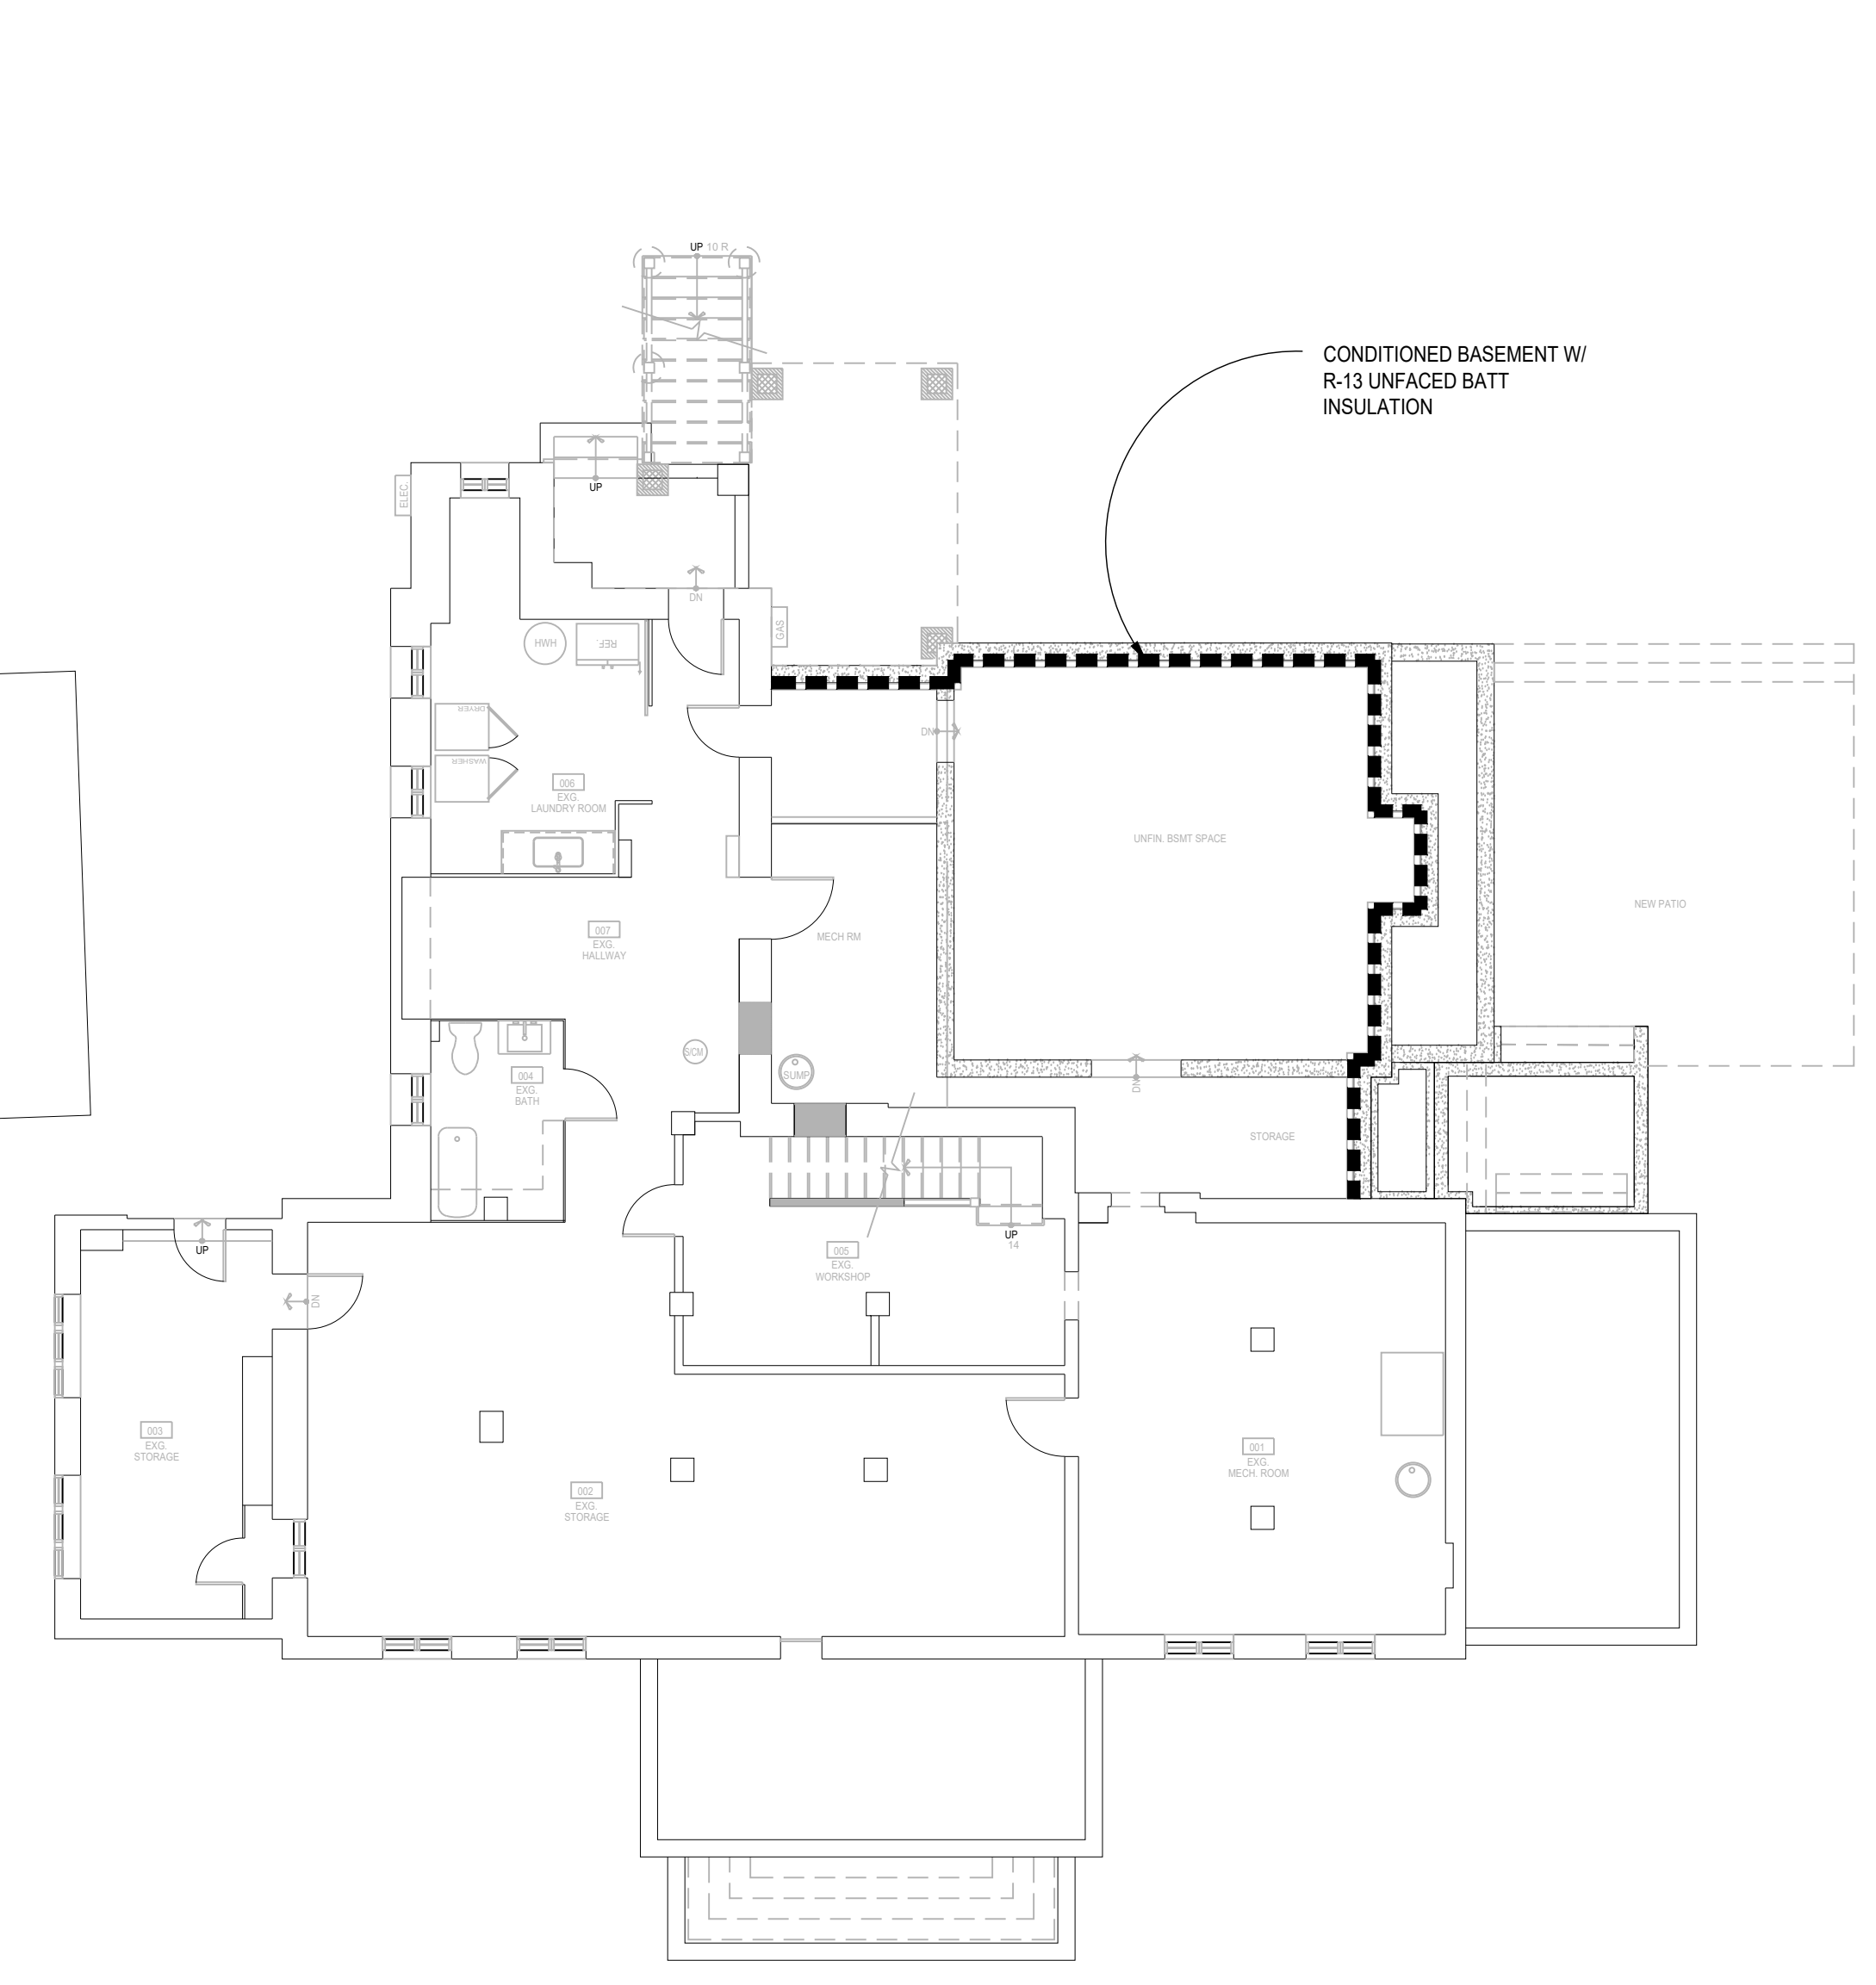 UP 10 R
CONDITIONED BASEMENT W/
R-13 UNFACED BATT
INSULATION
ELEC.
UP
DN
GAS
HWH
REF.
DRYER
WASHER
DN
006
EXG.
LAUNDRY ROOM
UNFIN. BSMT SPACE
NEW PATIO
007
EXG.
HALLWAY
MECH RM
S/CM
SUMP
004
EXG.
BATH
DN
STORAGE
UP
14
005
EXG.
WORKSHOP
UP
DN
003
EXG.
STORAGE
001
EXG.
MECH. ROOM
002
EXG.
STORAGE